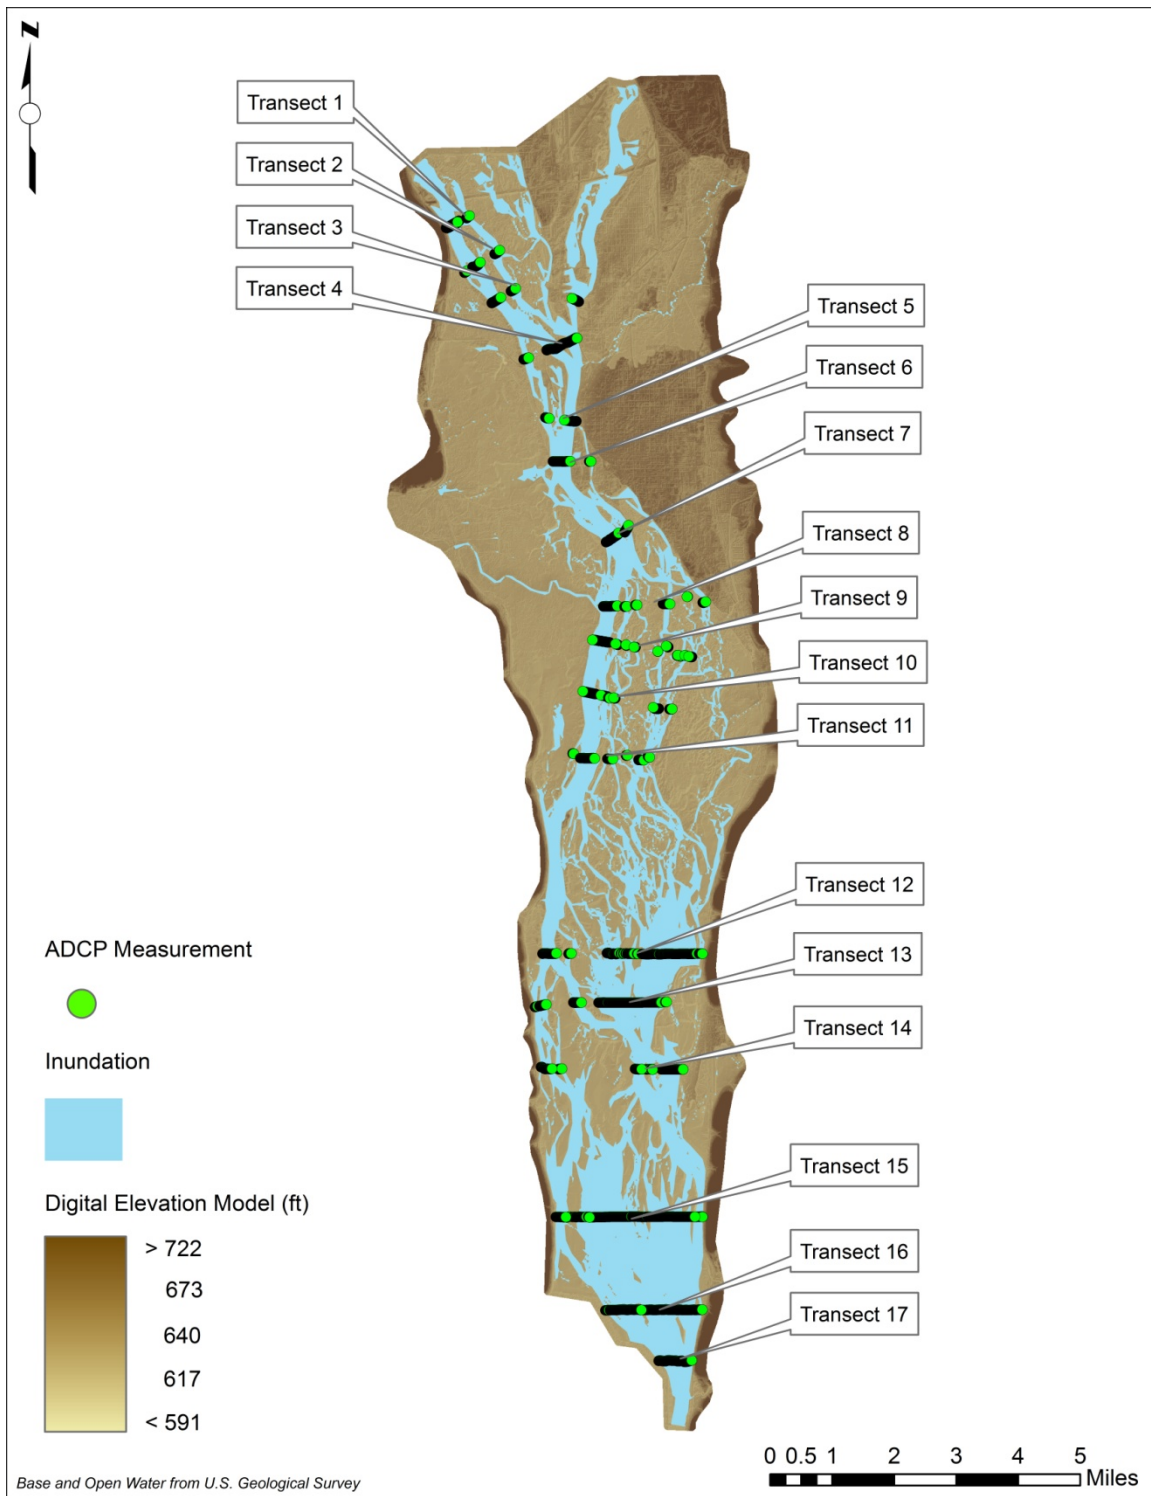 N
Transect 1
Transect 2
Transect 3
Transect 4
Transect 5
Transect 6
Transect 7
Transect 8
Transect 9
Transect 10
Transect 11
Transect 12
Transect 13
Transect 14
Transect 15
Transect 16
Transect 17
ADCP Measurement
Inundation
Digital Elevation Model (ft)
> 722
673
640
617
< 591
0 0.5 1 2 3 4 5
Miles
Base and Open Water from U.S. Geological Survey